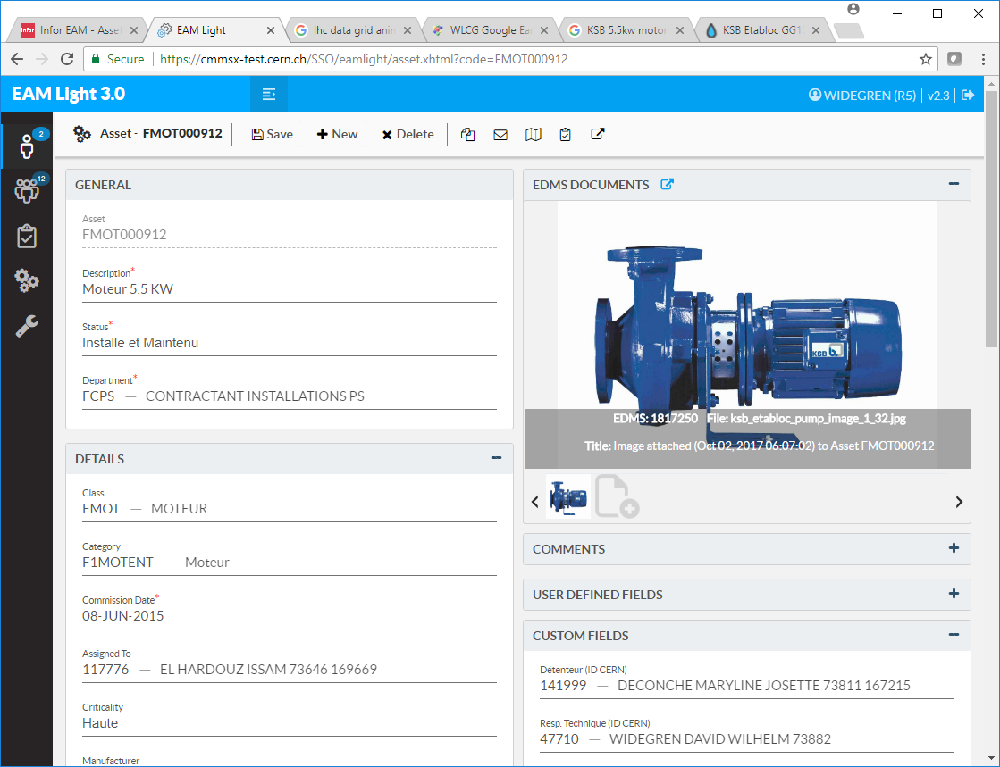 Infor EAM - Asset
EAM Light
lhc data grid anim
WLCG Google Ear
KSB 5.5kw motor
KSB Etabloc GG10
Secure
https://cmmsx-test.cern.ch/SSO/eamlight/asset.xhtml?code=FMOT000912
EAM Light 3.0
WIDEGREN (R5) | v2.3
2
12
Asset - FMOT000912
Save
New
Delete
GENERAL
Asset
FMOT000912
Description*
Moteur 5.5 KW
Status*
Installe et Maintenu
Department*
FCPS — CONTRACTANT INSTALLATIONS PS
DETAILS
Class
FMOT — MOTEUR
Category
F1MOTENT — Moteur
Commission Date*
08-JUN-2015
Assigned To
117776 — EL HARDOUZ ISSAM 73646 169669
Criticality
Haute
Manufacturer
EDMS DOCUMENTS
KSB b.
EDMS: 1817250 File: ksb_etabloc_pump_image_1_32.jpg
Title: Image attached (Oct 02, 2017 06:07:02) to Asset FMOT000912
COMMENTS
USER DEFINED FIELDS
CUSTOM FIELDS
Détenteur (ID CERN)
141999 — DECONCHE MARYLINE JOSETTE 73811 167215
Resp. Technique (ID CERN)
47710 — WIDEGREN DAVID WILHELM 73882